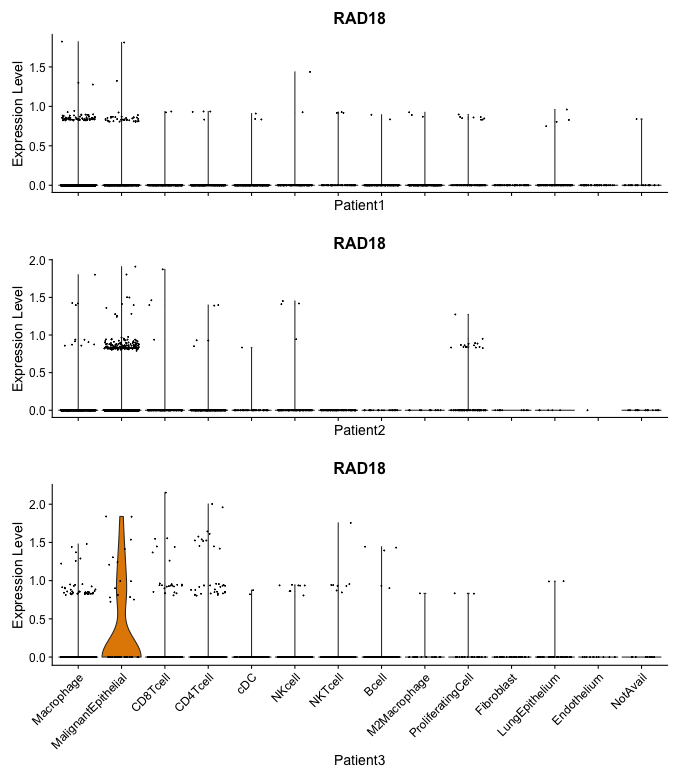 RAD18
Expression Level
1.5
1.0
0.5
0.0
Patient1
RAD18
Expression Level
2.0
1.5
1.0
0.5
0.0
Patient2
RAD18
Expression Level
2.0
1.5
1.0
0.5
0.0
Macrophage
MalignantEpithelial
CD8Tcell
CD4Tcell
cDC
NKcell
NKTcell
Bcell
M2Macrophage
ProliferatingCell
Fibroblast
LungEpithelium
Endothelium
NotAvail
Patient3